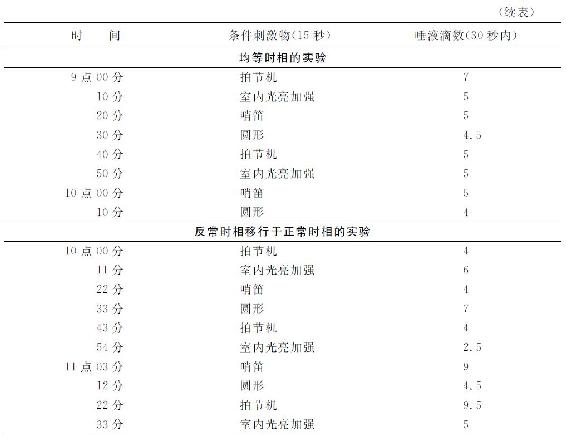 （续表）
时 间 条件刺激物(15秒) 唾液滴数(30秒内)
均等时相的实验
9点00分 拍节机 7
10分 室内光亮加强 5
20分 哨笛 5
30分 圆形 4.5
40分 拍节机 5
50分 室内光亮加强 5
10点00分 哨笛 5
10分 圆形 4
反常时相移行于正常时相的实验
10点00分 拍节机 4
11分 室内光亮加强 6
22分 哨笛 4
33分 圆形 7
43分 拍节机 4
54分 室内光亮加强 2.5
11点03分 哨笛 9
12分 圆形 4.5
22分 拍节机 9.5
33分 室内光亮加强 5